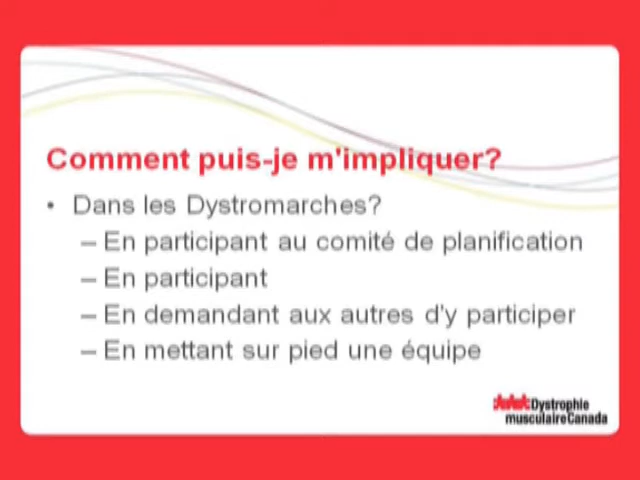 Comment puis-je m'impliquer?
• Dans les Dystromarches?
– En participant au comité de planification
– En participant
– En demandant aux autres d'y participer
– En mettant sur pied une équipe
Dystrophie
musculaireCanada